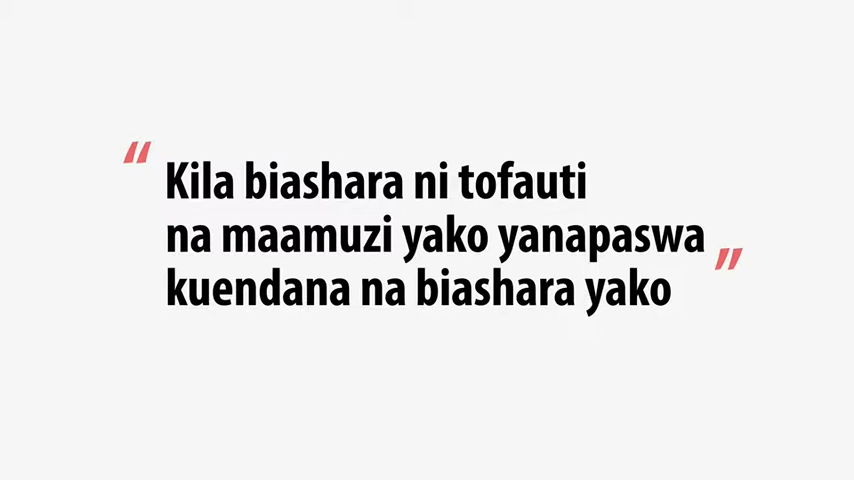 “ Kila biashara ni tofauti
na maamuzi yako yanapaswa
kuendana na biashara yako ”